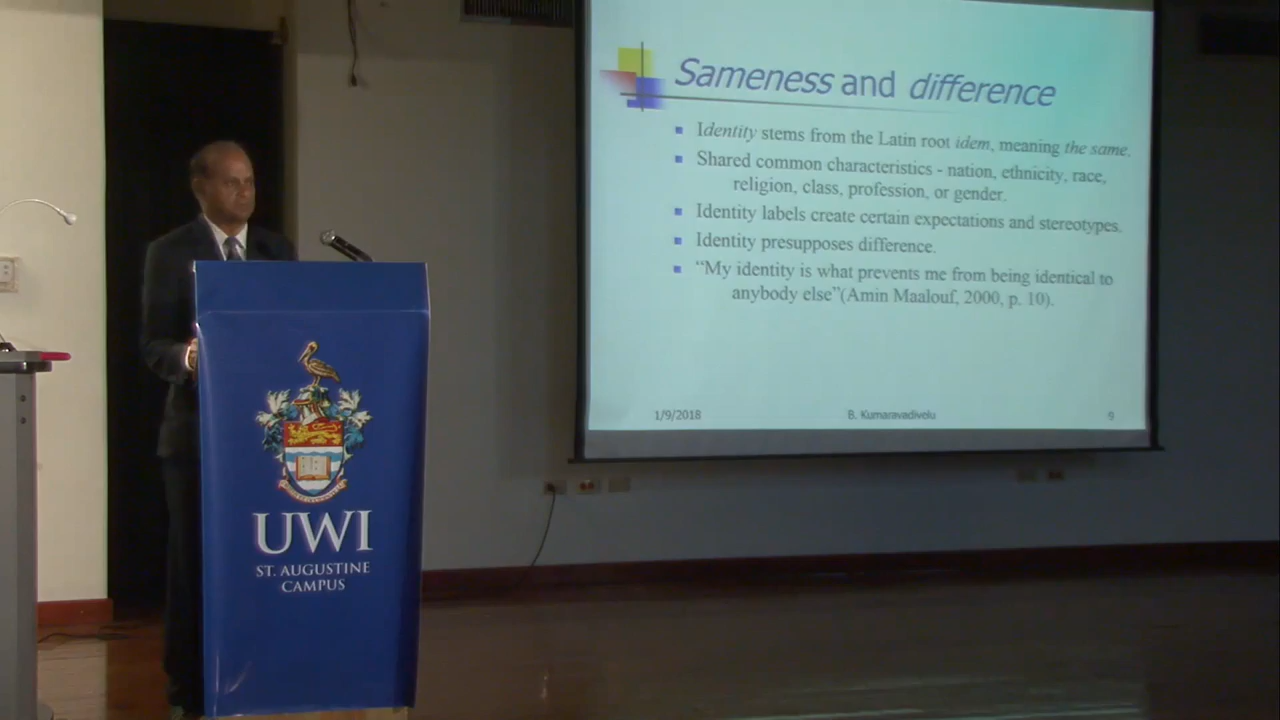 Sameness and difference
Identity stems from the Latin root idem, meaning the same.
Shared common characteristics - nation, ethnicity, race,
religion, class, profession, or gender.
Identity labels create certain expectations and stereotypes.
Identity presupposes difference.
“My identity is what prevents me from being identical to
anybody else”(Amin Maalouf, 2000, p. 10).
1/9/2018
B. Kumaravadivelu
9
UWI
ST. AUGUSTINE
CAMPUS